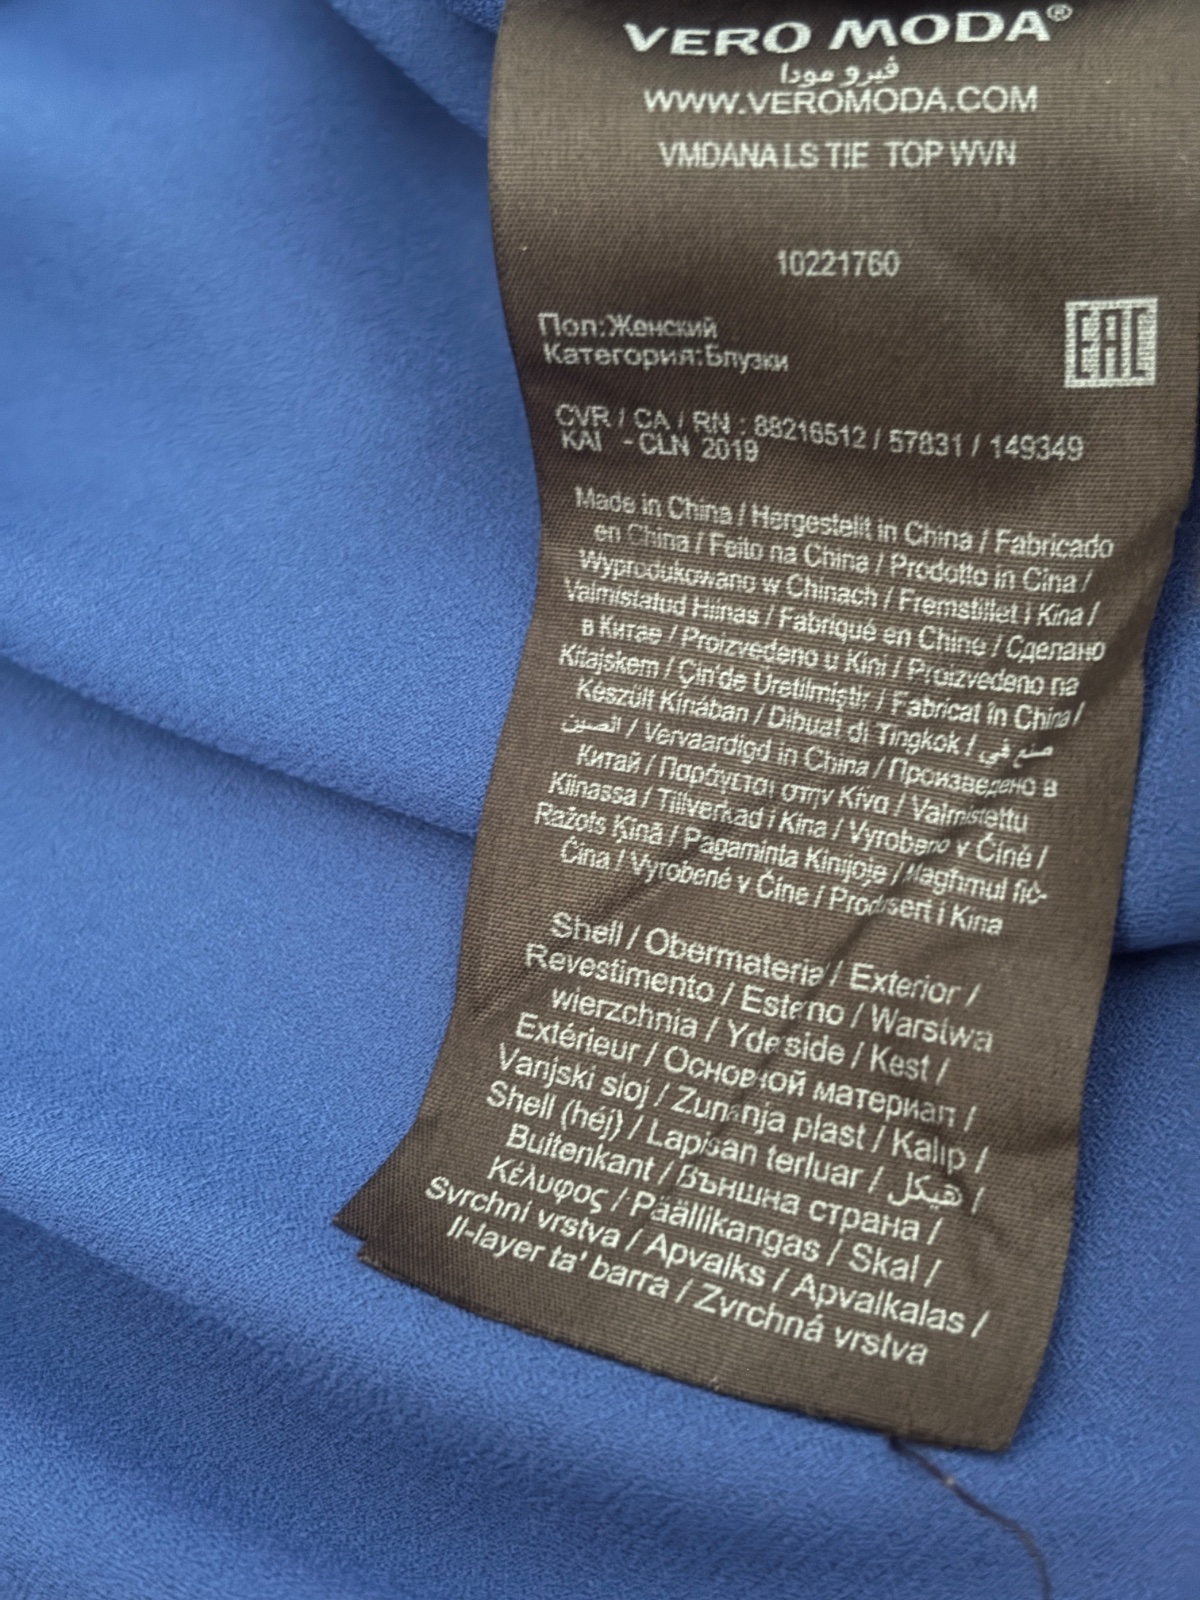 VERO MODA®
فيرو مودا
WWW.VEROMODA.COM
VMDANA LS TIE TOP WVN
10221760
Пол:Женский
Категория:Блузки
EAC
CVR / CA / RN : 88216512 / 57831 / 149349
KAI - CLN 2019
Made in China / Hergestellt in China / Fabricado
en China / Feito na China / Prodotto in Cina /
Wyprodukowano w Chinach / Fremstillet i Kina /
Valmistatud Hiinas / Fabriqué en Chine / Сделано
в Китае / Proizvedeno u Kini / Proizvedeno na
Kitajskem / Çin'de Üretilmiştir / Fabricat în China /
Készült Kínában / Dibuat di Tingkok / صنع في
الصين / Vervaardigd in China / Произведено в
Китай / Παράγεται στην Κίνα / Valmistettu
Kiinassa / Tillverkad i Kina / Vyrobeno v Číně /
Ražots Ķīnā / Pagaminta Kinijoje / Magħmul fiċ-
Ċina / Vyrobené v Číne / Produsert i Kina
Shell / Obermaterial / Exterior /
Revestimento / Esterno / Warstwa
wierzchnia / Ydeside / Kest /
Extérieur / Основной материал /
Vanjski sloj / Zunanja plast / Kalıp /
Shell (héj) / Lapisan terluar / هيكل /
Buitenkant / Външна страна /
Κέλυφος / Päällikangas / Skal /
Svrchní vrstva / Apvalks / Apvalkalas /
Il-layer ta' barra / Zvrchná vrstva